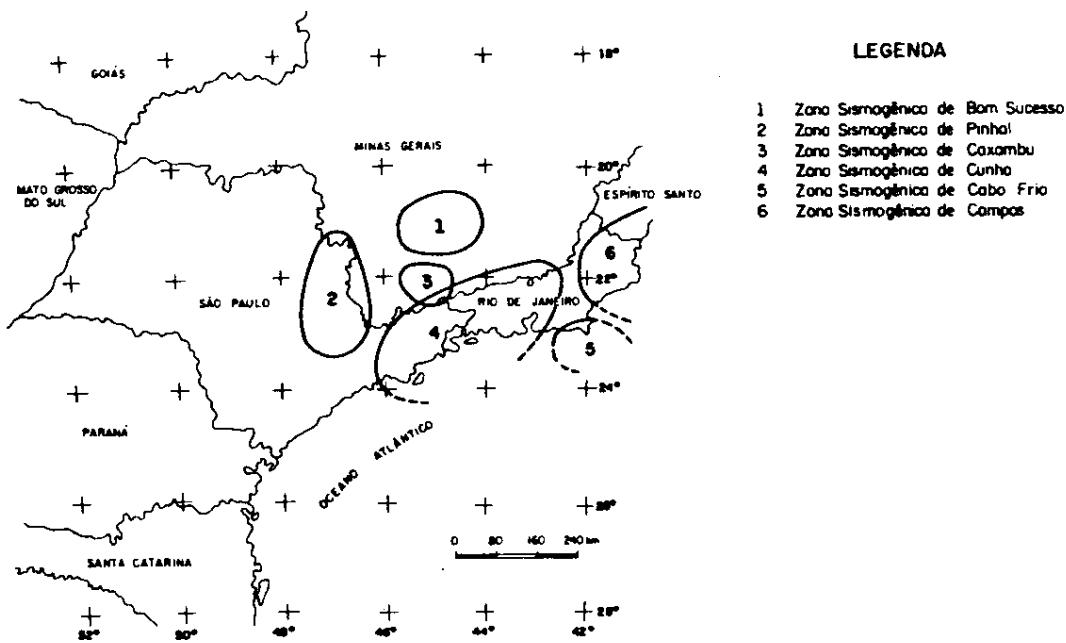 LEGENDA
1 Zona Sismogênica de Bom Sucesso
2 Zona Sismogênica de Pinhal
3 Zona Sismogênica de Caxambu
4 Zona Sismogênica de Cunha
5 Zona Sismogênica de Cabo Frio
6 Zona Sismogênica de Campos
18°
GOIÁS
MINAS GERAIS
20°
MATO GROSSO
DO SUL
ESPÍRITO SANTO
1
6
3
22°
2
SÃO PAULO
RIO DE JANEIRO
4
5
24°
PARANÁ
OCEANO ATLÂNTICO
26°
0 80 160 240 km
SANTA CATARINA
28°
52° 50° 48° 46° 44° 42°